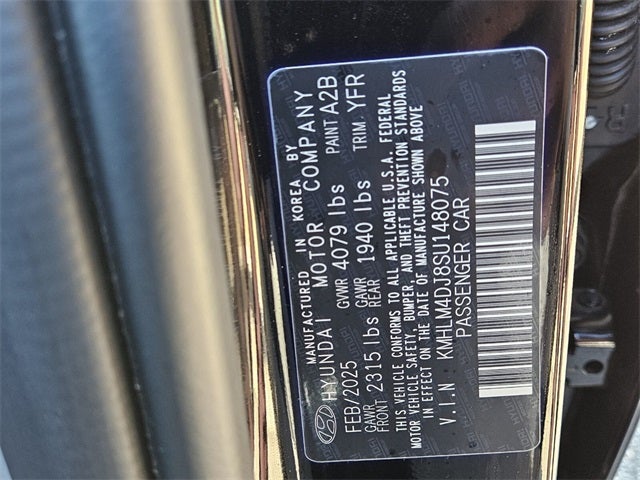 MANUFACTURED IN KOREA BY
HYUNDAI MOTOR COMPANY
FEB/2025 GVWR 4079 lbs PAINT A2B
GAWR FRONT 2315 lbs GAWR REAR 1940 lbs TRIM. YFR
THIS VEHICLE CONFORMS TO ALL APPLICABLE U.S.A. FEDERAL
MOTOR VEHICLE SAFETY, BUMPER, AND THEFT PREVENTION STANDARDS
IN EFFECT ON THE DATE OF MANUFACTURE SHOWN ABOVE
V.I.N KMHLM4DJ8SU148075
PASSENGER CAR